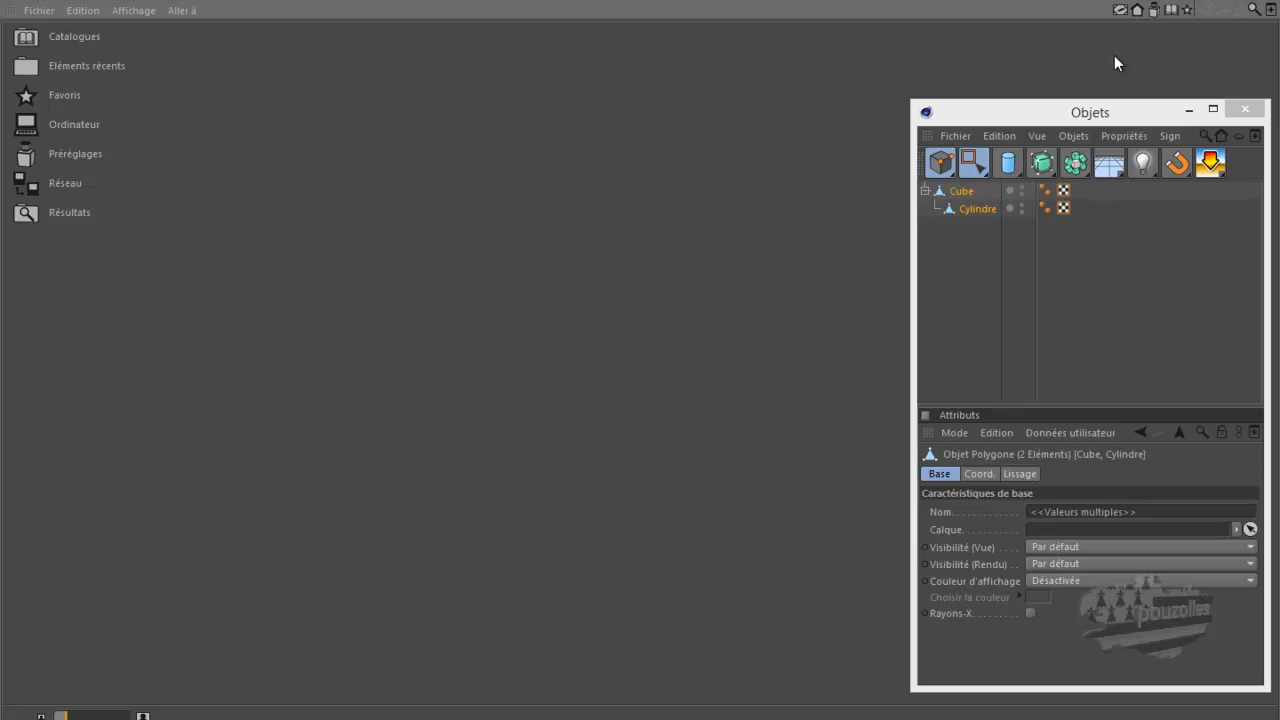 Fichier Edition Affichage Aller à
Catalogues
Eléments récents
Favoris
Ordinateur
Préréglages
Réseau
Résultats
Objets
Fichier Edition Vue Objets Propriétés Sign
Cube
Cylindre
Attributs
Mode Edition Données utilisateur
Objet Polygone (2 Eléments) [Cube, Cylindre]
Base Coord. Lissage
Caractéristiques de base
Nom. . . . . . . . . . . . <<Valeurs multiples>>
Calque. . . . . . . . . .
Visibilité (Vue) . . . . Par défaut
Visibilité (Rendu) . . Par défaut
Couleur d'affichage Désactivée
Choisir la couleur
Rayons-X. . . . . . . .
pouzolles